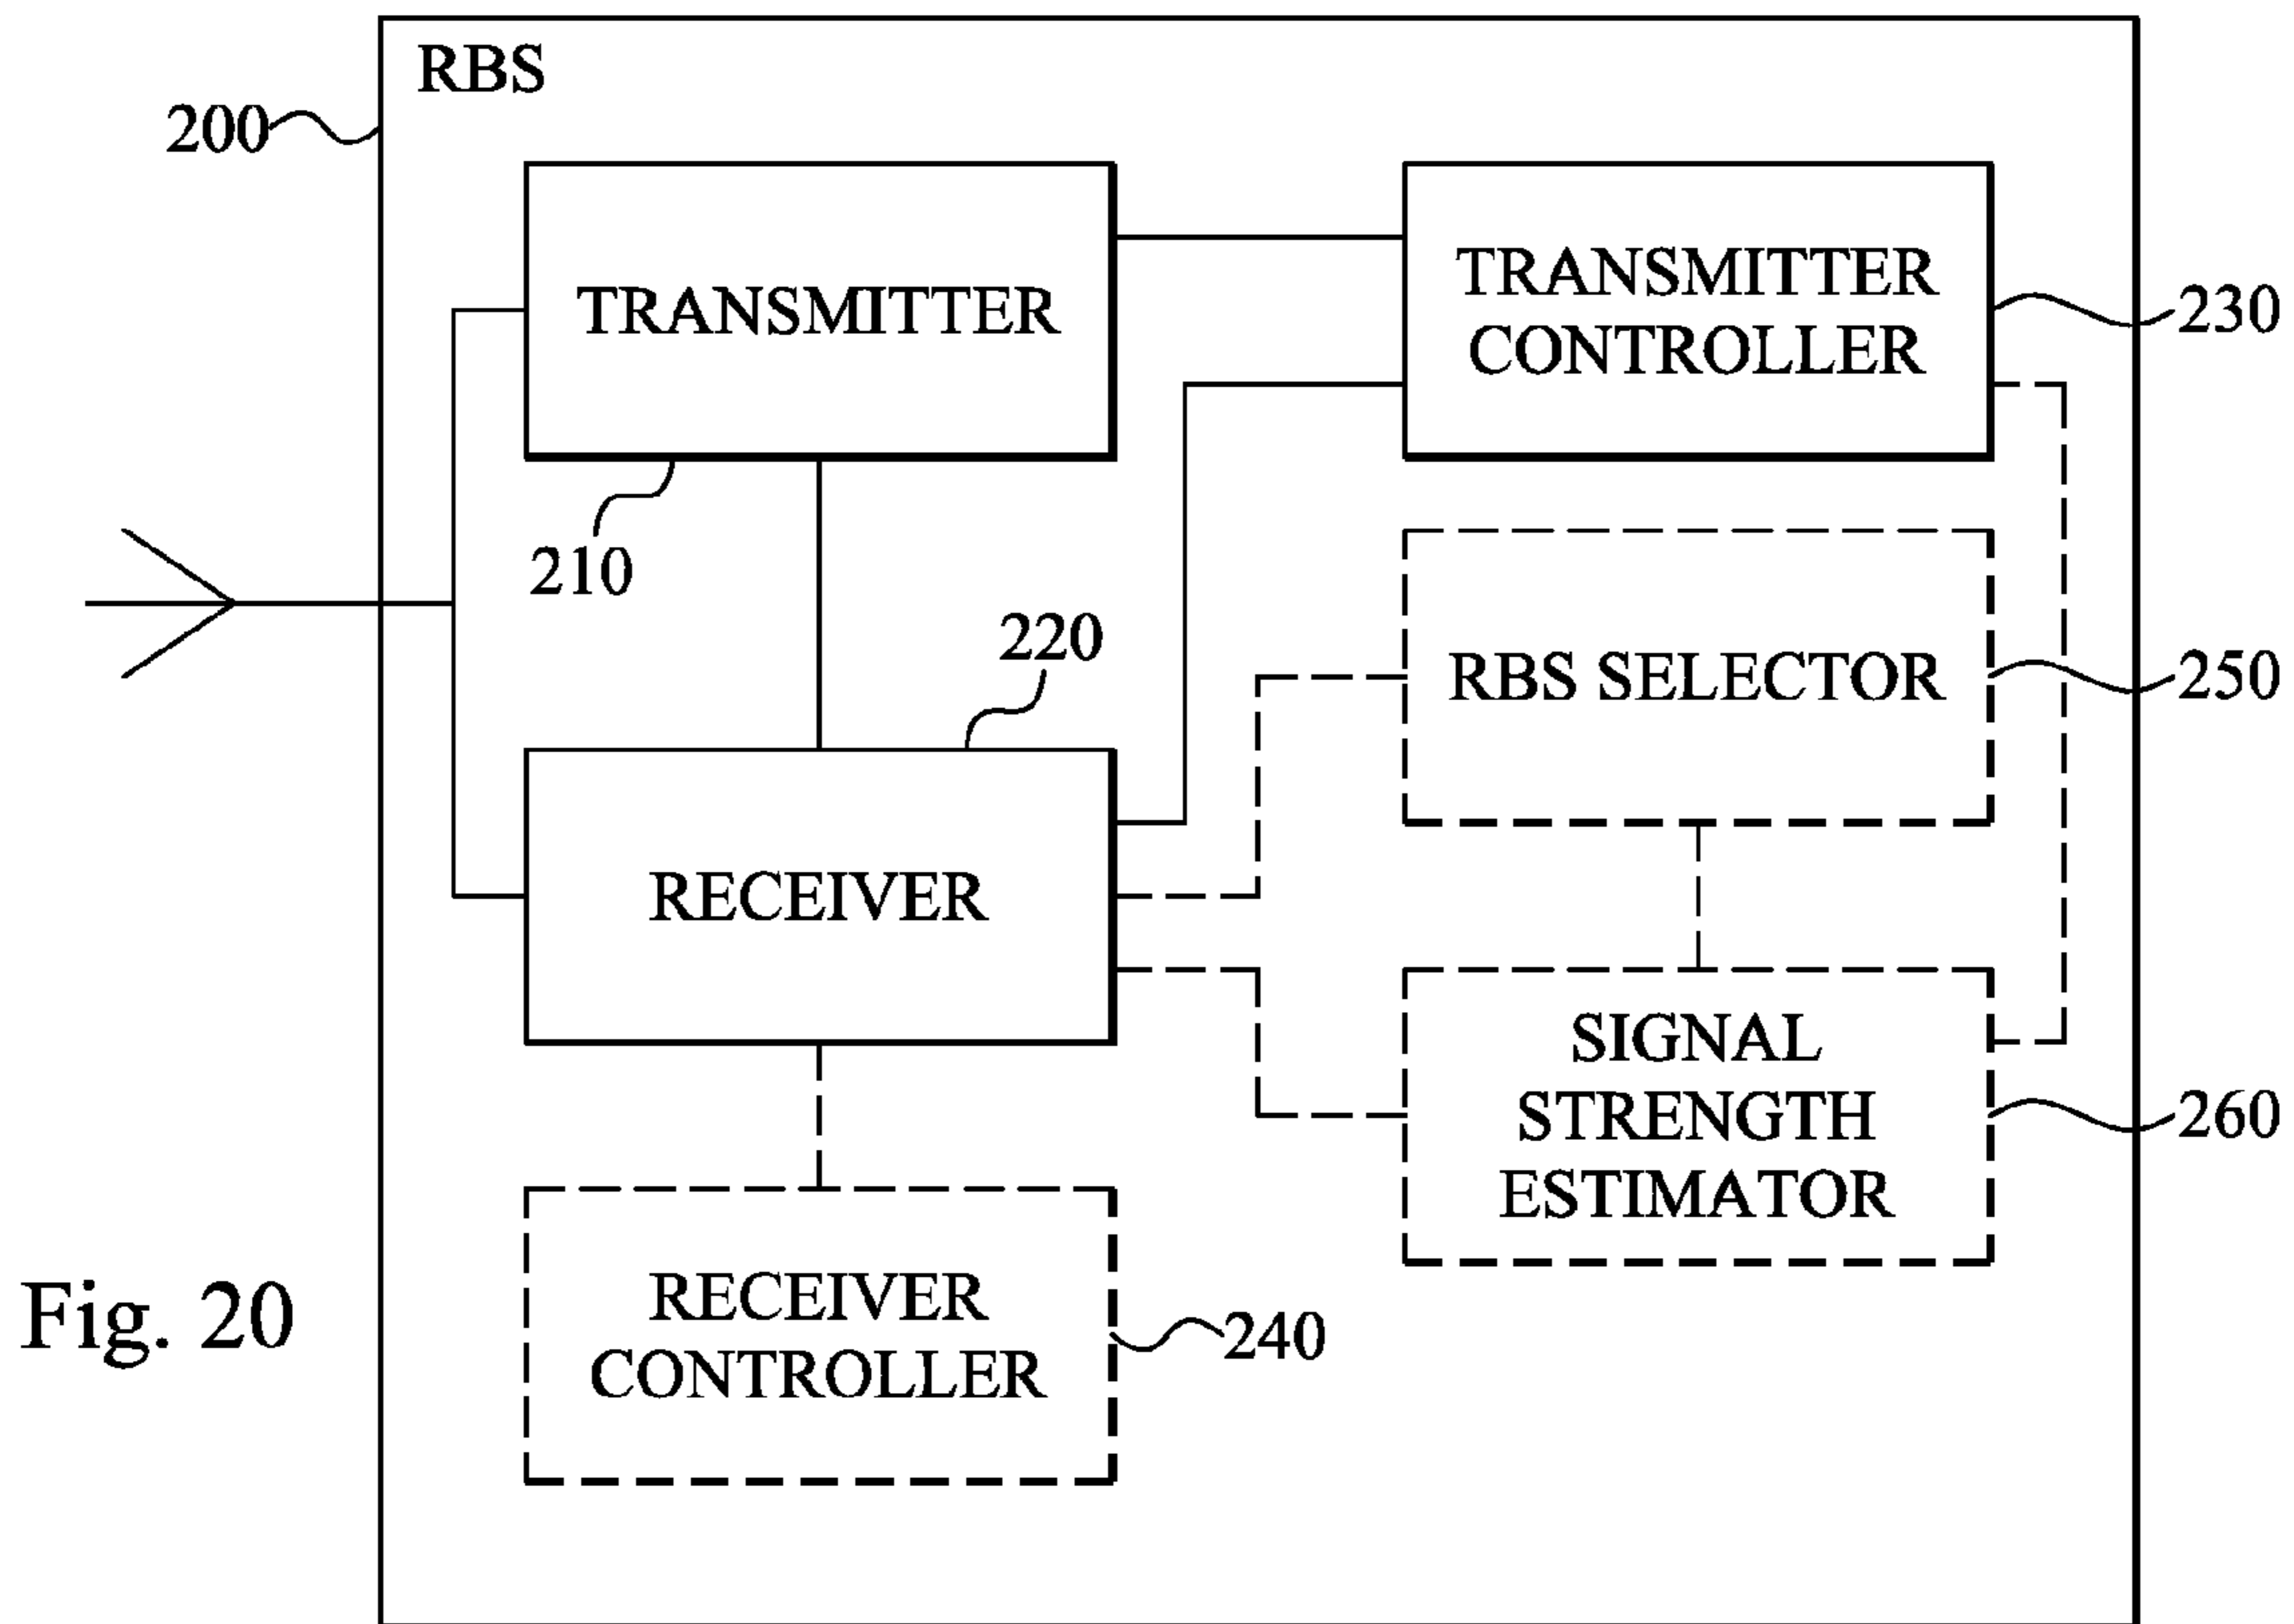 RBS
200
TRANSMITTER
TRANSMITTER
CONTROLLER
230
210
220
RBS SELECTOR
250
RECEIVER
SIGNAL
STRENGTH
ESTIMATOR
260
RECEIVER
CONTROLLER
240
Fig. 20